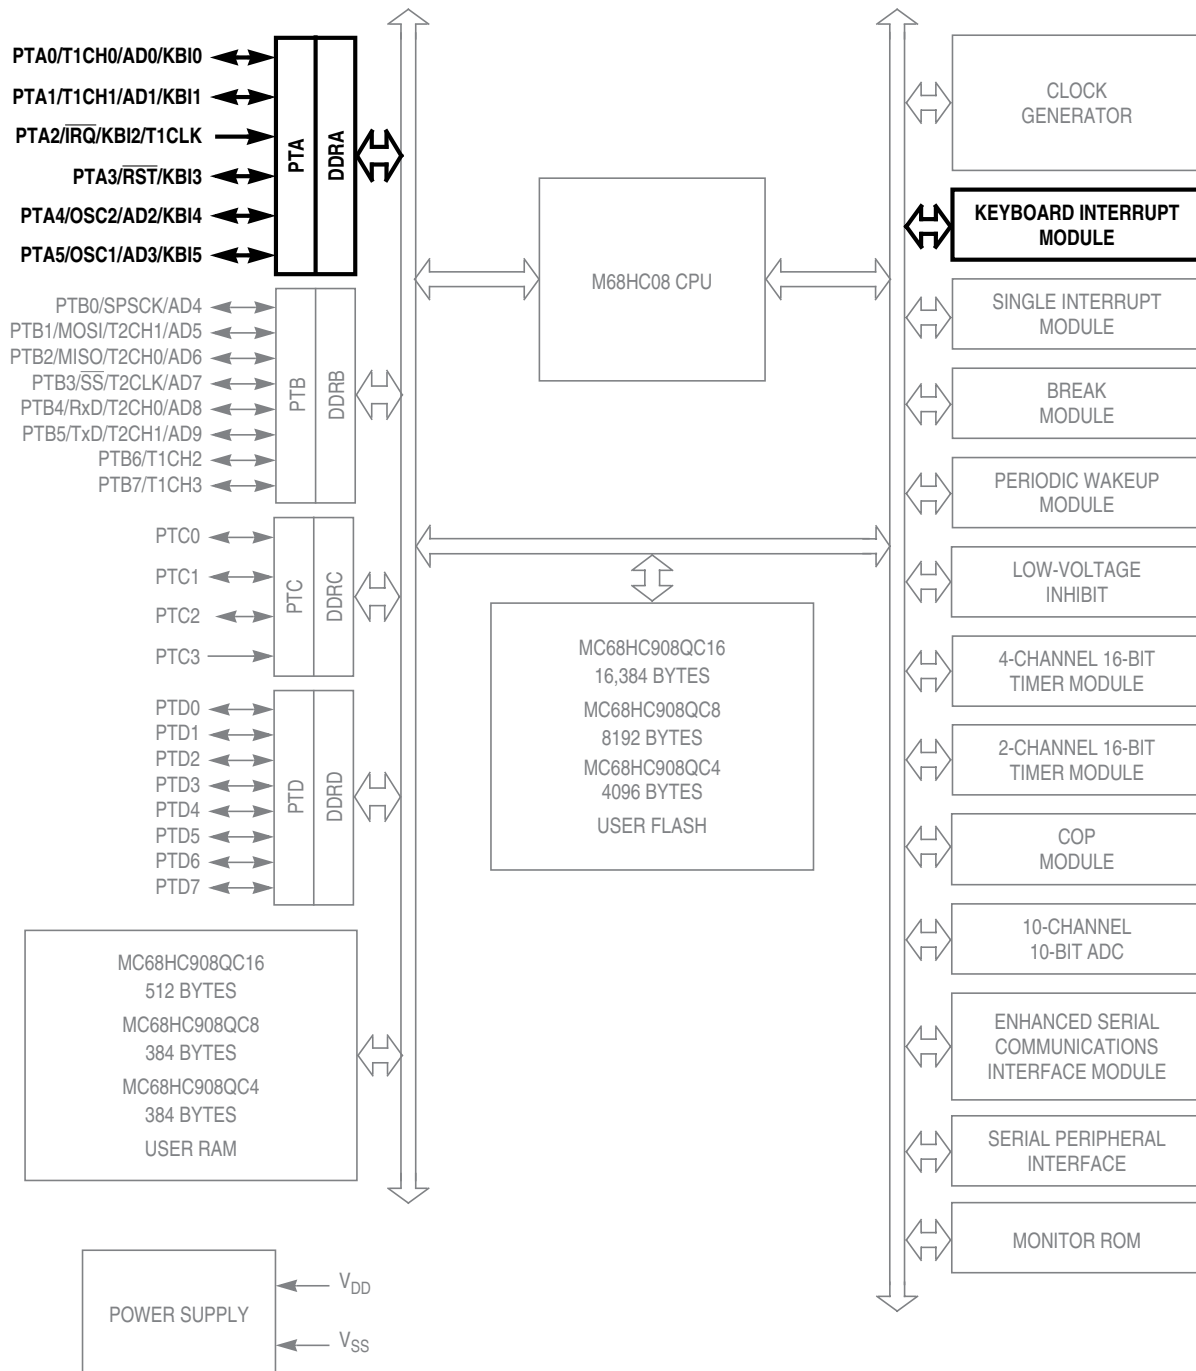 PTA0/T1CH0/AD0/KBI0
PTA1/T1CH1/AD1/KBI1
PTA2/IRQ/KBI2/T1CLK
PTA3/RST/KBI3
PTA4/OSC2/AD2/KBI4
PTA5/OSC1/AD3/KBI5
PTA
DDRA
PTB0/SPSCK/AD4
PTB1/MOSI/T2CH1/AD5
PTB2/MISO/T2CH0/AD6
PTB3/SS/T2CLK/AD7
PTB4/RxD/T2CH0/AD8
PTB5/TxD/T2CH1/AD9
PTB6/T1CH2
PTB7/T1CH3
PTB
DDRB
PTC0
PTC1
PTC2
PTC3
PTC
DDRC
PTD0
PTD1
PTD2
PTD3
PTD4
PTD5
PTD6
PTD7
PTD
DDRD
MC68HC908QC16
512 BYTES
MC68HC908QC8
384 BYTES
MC68HC908QC4
384 BYTES
USER RAM
POWER SUPPLY
VDD
VSS
M68HC08 CPU
MC68HC908QC16
16,384 BYTES
MC68HC908QC8
8192 BYTES
MC68HC908QC4
4096 BYTES
USER FLASH
CLOCK
GENERATOR
KEYBOARD INTERRUPT
MODULE
SINGLE INTERRUPT
MODULE
BREAK
MODULE
PERIODIC WAKEUP
MODULE
LOW-VOLTAGE
INHIBIT
4-CHANNEL 16-BIT
TIMER MODULE
2-CHANNEL 16-BIT
TIMER MODULE
COP
MODULE
10-CHANNEL
10-BIT ADC
ENHANCED SERIAL
COMMUNICATIONS
INTERFACE MODULE
SERIAL PERIPHERAL
INTERFACE
MONITOR ROM